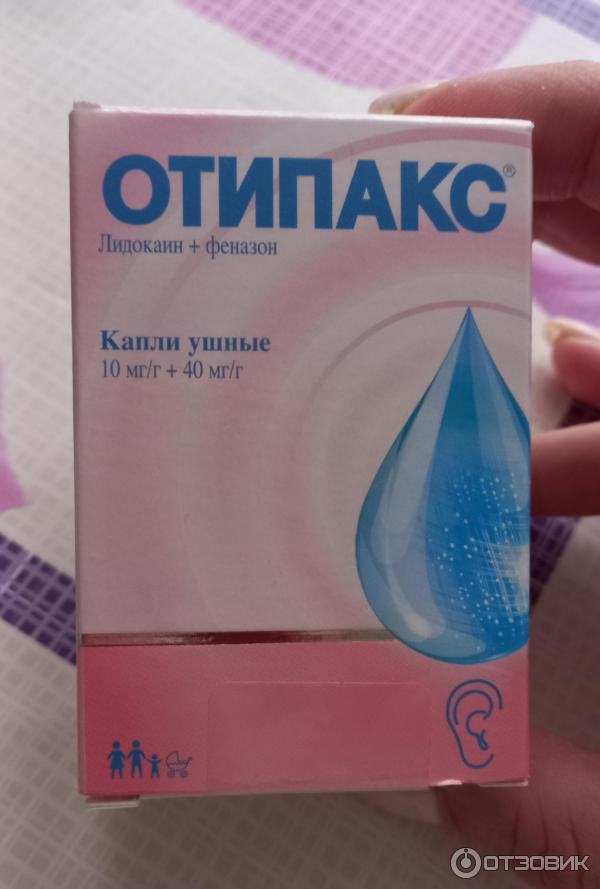 ОТИПАКС®
Лидокаин + феназон
Капли ушные
10 мг/г + 40 мг/г
ОТЗОВИК